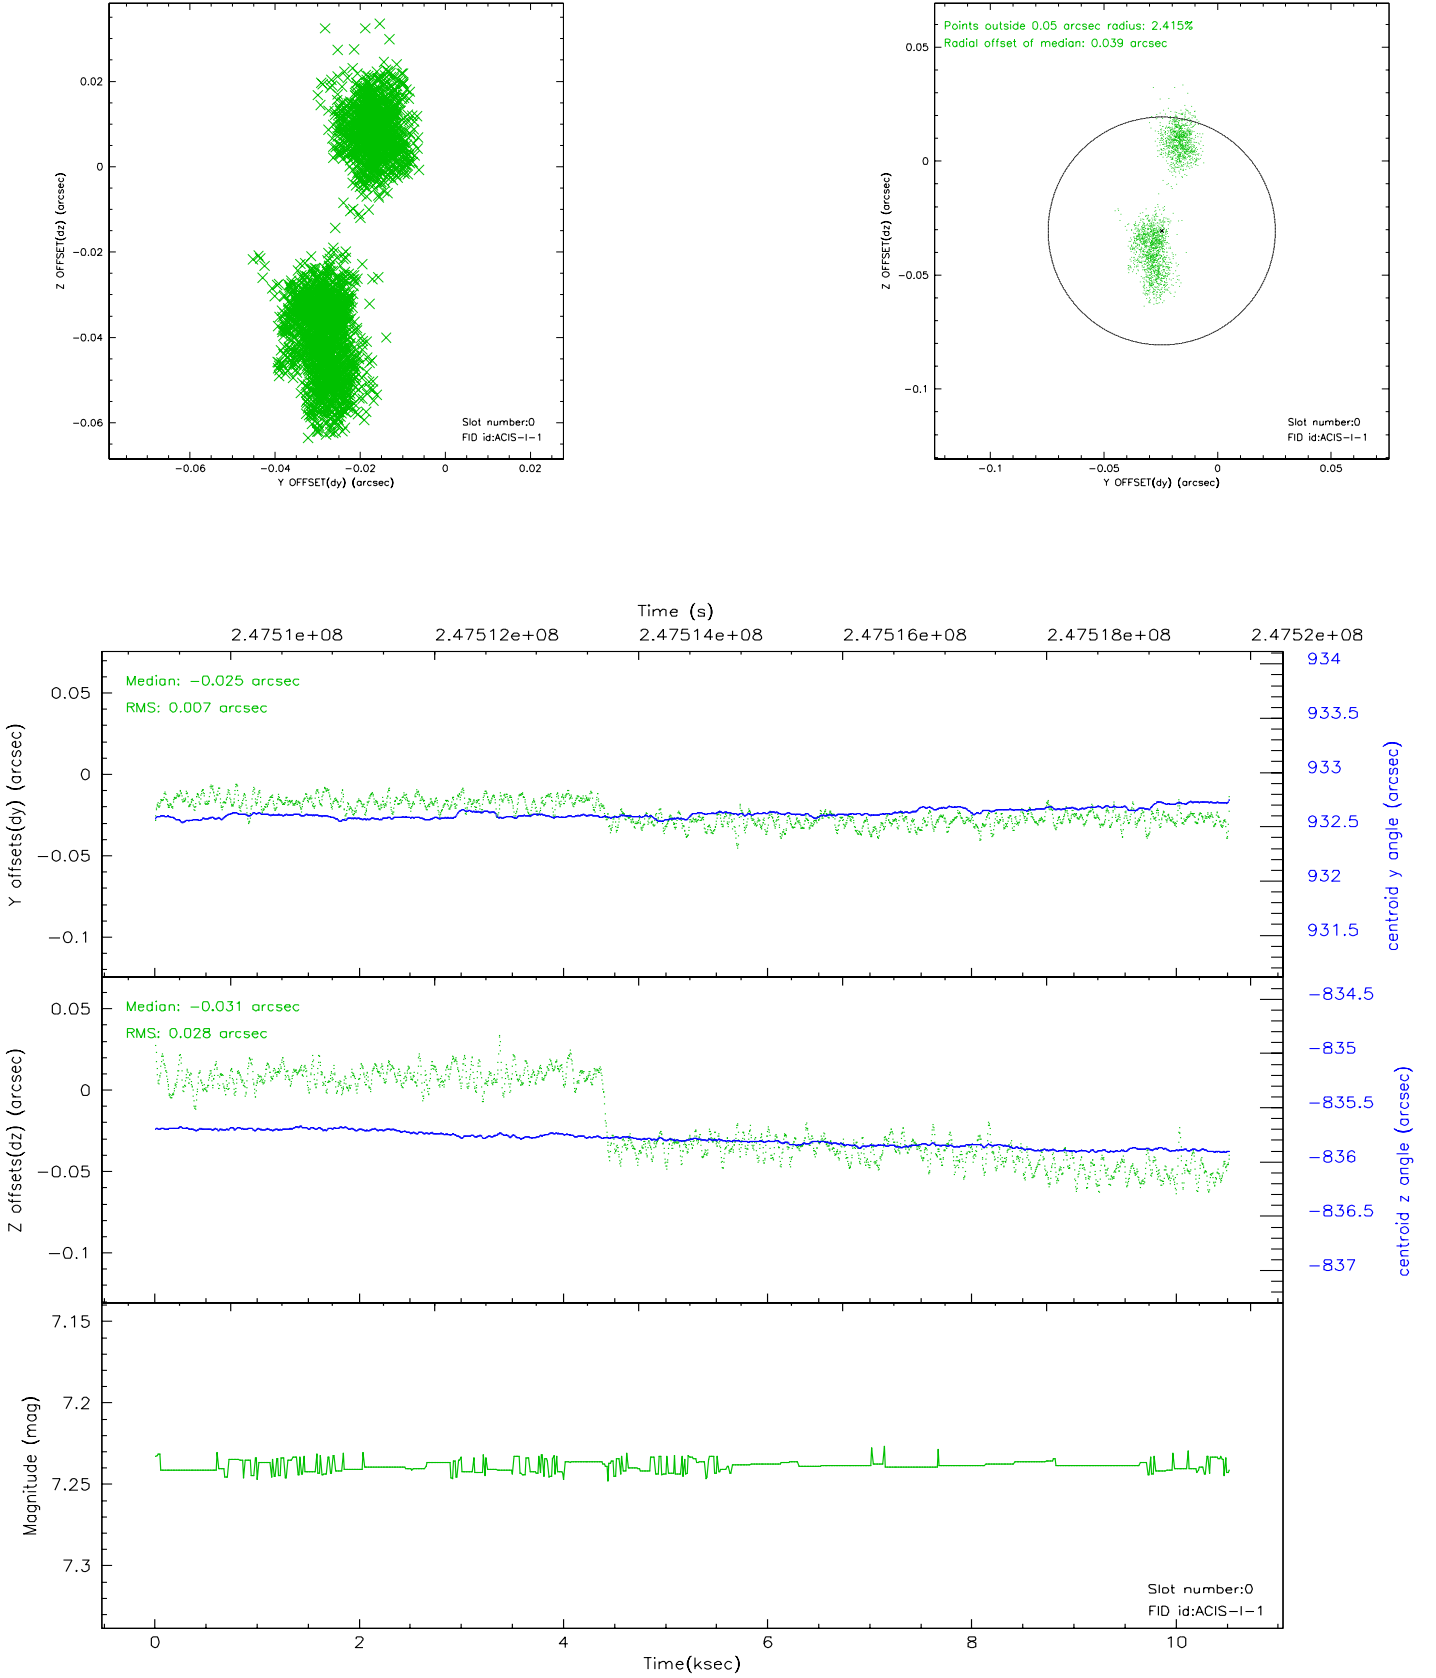 0.02
0
−0.02
−0.04
−0.06
Z OFFSET(dz) (arcsec)
Slot number:0
FID id:ACIS−I−1
−0.06
−0.04
−0.02
0
0.02
Y OFFSET(dy) (arcsec)
Points outside 0.05 arcsec radius: 2.415%
Radial offset of median: 0.039 arcsec
0.05
0
−0.05
−0.1
Z OFFSET(dz) (arcsec)
Slot number:0
FID id:ACIS−I−1
−0.1
−0.05
0
0.05
Y OFFSET(dy) (arcsec)
Time (s)
2.4751e+08
2.47512e+08
2.47514e+08
2.47516e+08
2.47518e+08
2.4752e+08
Median: −0.025 arcsec
RMS: 0.007 arcsec
0.05
0
−0.05
−0.1
Y offsets(dy) (arcsec)
934
933.5
933
932.5
932
931.5
centroid y angle (arcsec)
Median: −0.031 arcsec
RMS: 0.028 arcsec
0.05
0
−0.05
−0.1
Z offsets(dz) (arcsec)
−834.5
−835
−835.5
−836
−836.5
−837
centroid z angle (arcsec)
7.15
7.2
7.25
7.3
Magnitude (mag)
Slot number:0
FID id:ACIS−I−1
0
2
4
6
8
10
Time(ksec)